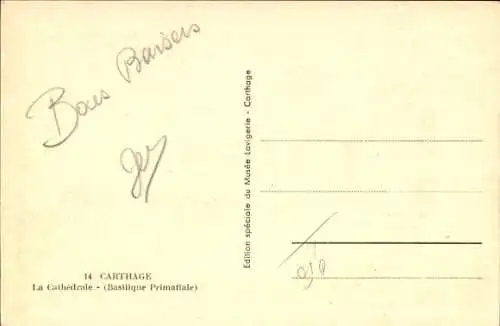 Bons Baisers
14 CARTHAGE
La Cathédrale - (Basilique Primatiale)
Edition spéciale du Musée Lavigerie - Carthage